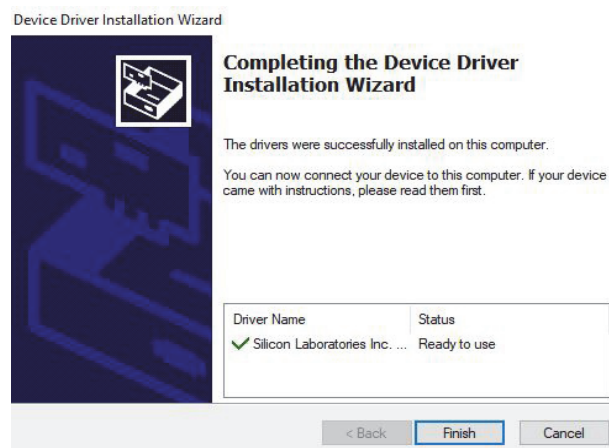 Device Driver Installation Wizard
Completing the Device Driver
Installation Wizard
The drivers were successfully installed on this computer.
You can now connect your device to this computer. If your device
came with instructions, please read them first.
Driver Name Status
Silicon Laboratories Inc. ... Ready to use
< Back Finish Cancel